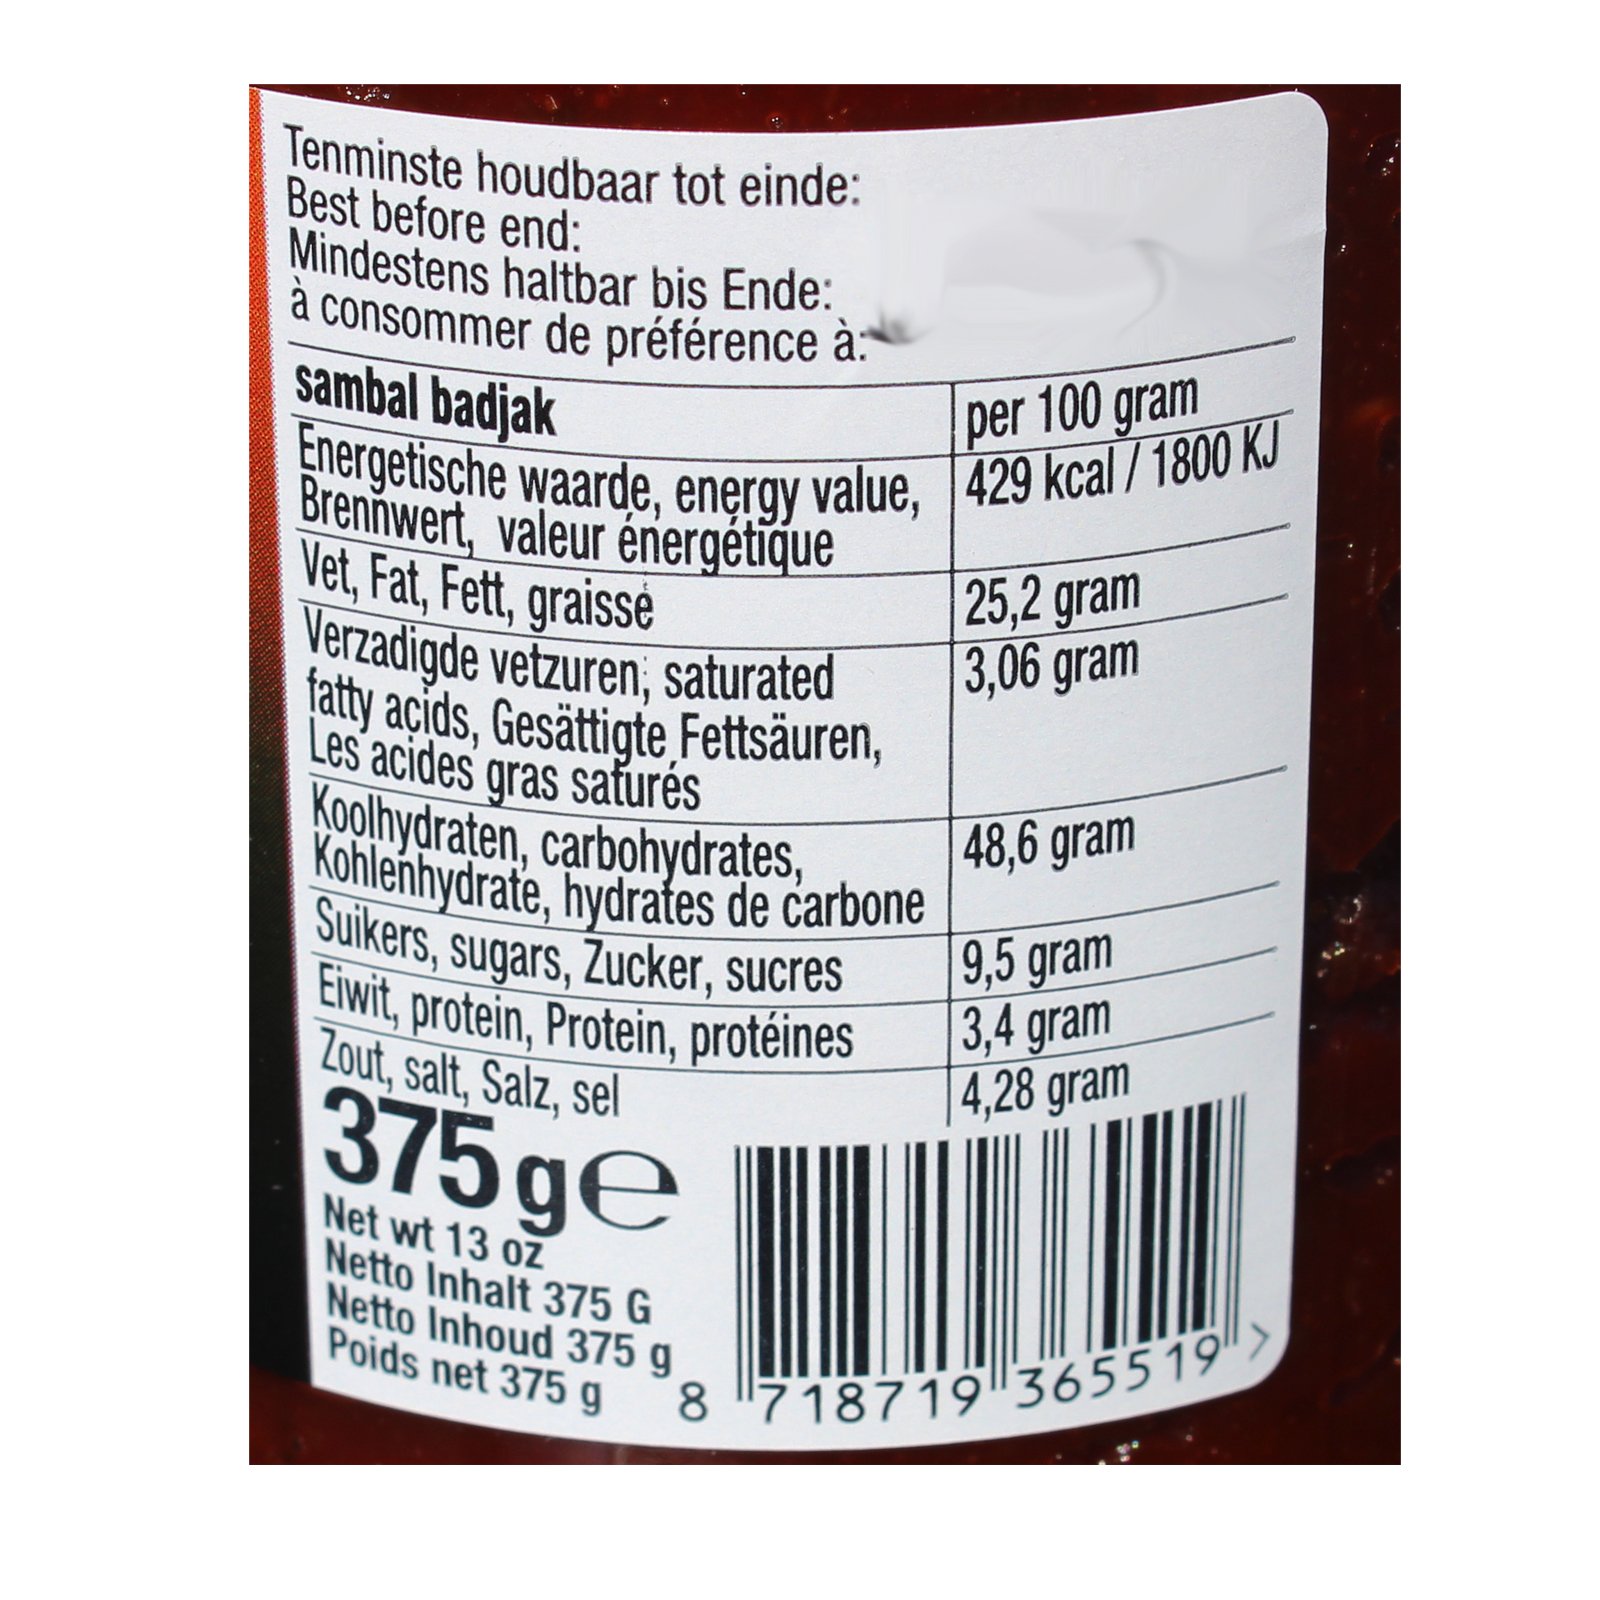 Tenminste houdbaar tot einde:
Best before end:
Mindestens haltbar bis Ende:
à consommer de préférence à:
sambal badjak per 100 gram
Energetische waarde, energy value, 429 kcal / 1800 KJ
Brennwert, valeur énergétique
Vet, Fat, Fett, graisse 25,2 gram
Verzadigde vetzuren, saturated 3,06 gram
fatty acids, Gesättigte Fettsäuren,
Les acides gras saturés
Koolhydraten, carbohydrates, 48,6 gram
Kohlenhydrate, hydrates de carbone
Suikers, sugars, Zucker, sucres 9,5 gram
Eiwit, protein, Protein, protéines 3,4 gram
Zout, salt, Salz, sel 4,28 gram
375 g e
Net wt 13 oz
Netto Inhalt 375 G
Netto Inhoud 375 g
Poids net 375 g
8 718719 365519 >